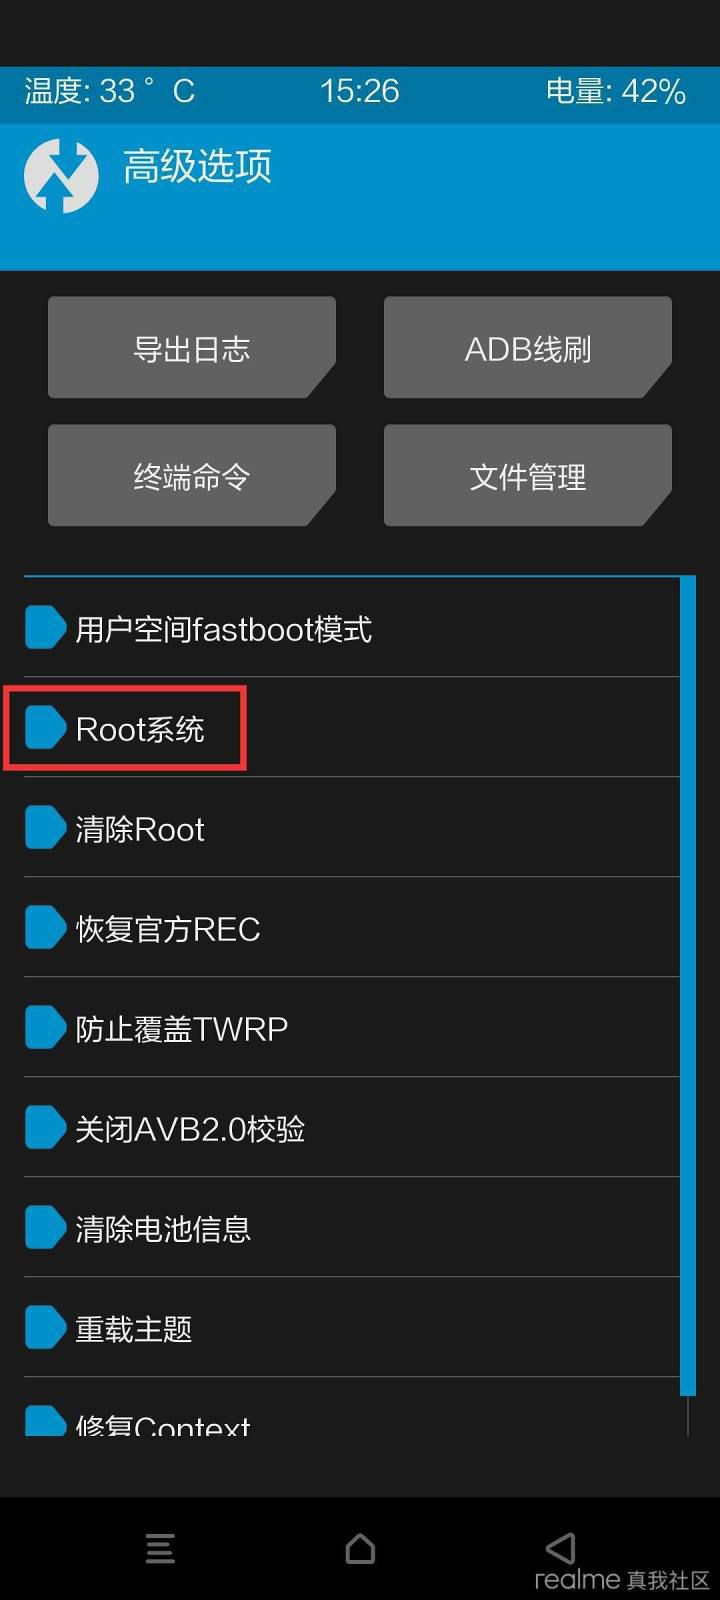 温度: 33 ° C 15:26 电量: 42%
高级选项
导出日志 ADB线刷
终端命令 文件管理
用户空间fastboot模式
Root系统
清除Root
恢复官方REC
防止覆盖TWRP
关闭AVB2.0校验
清除电池信息
重载主题
修复Context
realme 真我社区